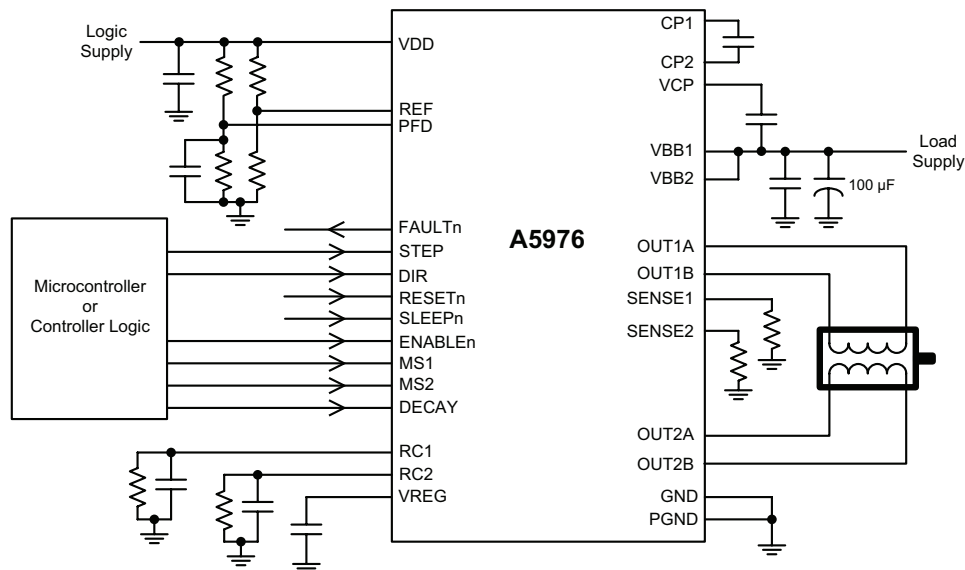 Logic
Supply
VDD
REF
PFD
FAULTn
STEP
DIR
RESETn
SLEEPn
ENABLEn
MS1
MS2
DECAY
RC1
RC2
VREG
Microcontroller
or
Controller Logic
A5976
CP1
CP2
VCP
VBB1
VBB2
OUT1A
OUT1B
SENSE1
SENSE2
OUT2A
OUT2B
GND
PGND
Load
Supply
100 µF